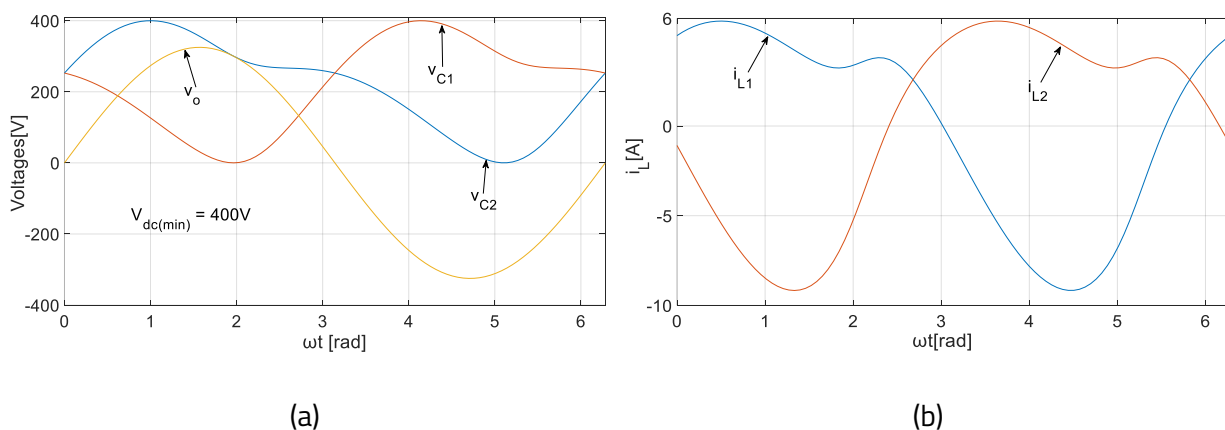 400
200
0
-200
-400
Voltages[V]
v_o
v_C1
v_C2
V_dc(min) = 400V
0 1 2 3 4 5 6
ωt [rad]
(a)
6
0
-5
-10
i_L[A]
i_L1
i_L2
0 1 2 3 4 5 6
ωt[rad]
(b)